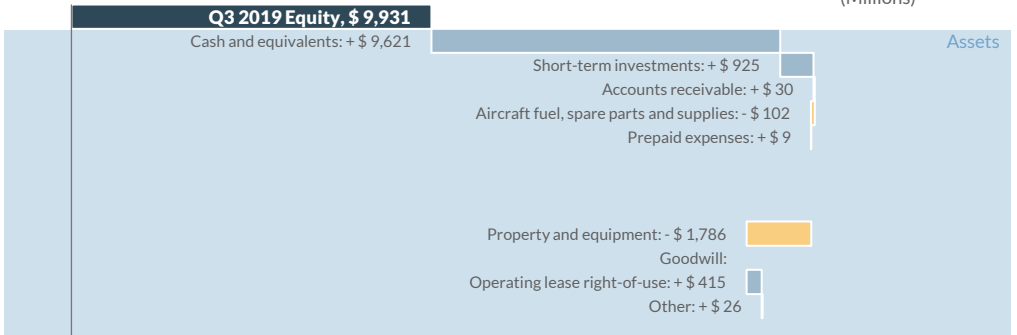 (Millions)
Q3 2019 Equity, $ 9,931
Cash and equivalents: + $ 9,621
Assets
Short-term investments: + $ 925
Accounts receivable: + $ 30
Aircraft fuel, spare parts and supplies: - $ 102
Prepaid expenses: + $ 9
Property and equipment: - $ 1,786
Goodwill:
Operating lease right-of-use: + $ 415
Other: + $ 26